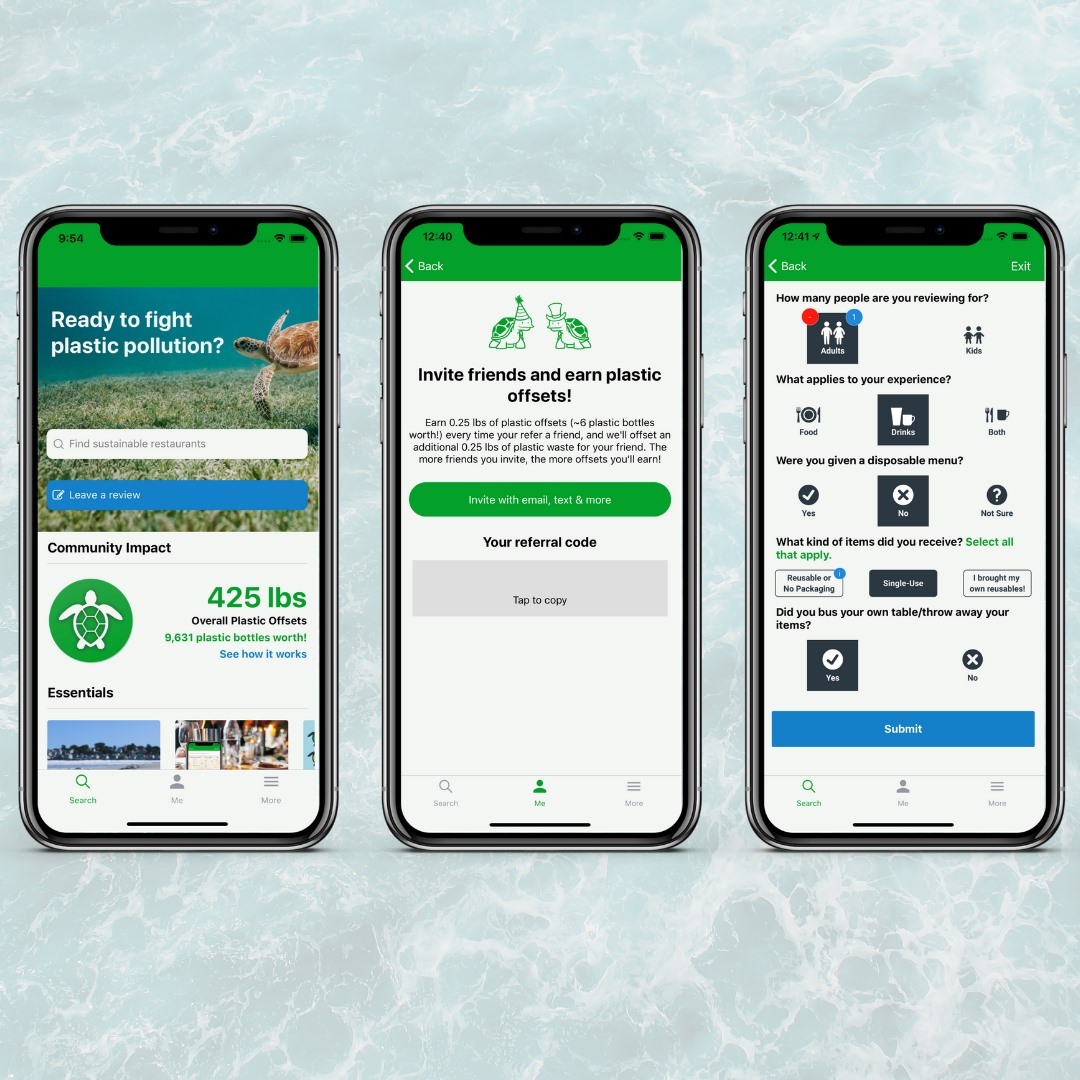 9:54
Ready to fight
plastic pollution?
Find sustainable restaurants
Leave a review
Community Impact
425 lbs
Overall Plastic Offsets
9,631 plastic bottles worth!
See how it works
Essentials
Search
Me
More
12:40
Back
Invite friends and earn plastic
offsets!
Earn 0.25 lbs of plastic offsets (~6 plastic bottles
worth!) every time your refer a friend, and we'll offset an
additional 0.25 lbs of plastic waste for your friend. The
more friends you invite, the more offsets you'll earn!
Invite with email, text & more
Your referral code
Tap to copy
Search
Me
More
12:41
Back
Exit
How many people are you reviewing for?
-
1
Adults
Kids
What applies to your experience?
Food
Drinks
Both
Were you given a disposable menu?
Yes
No
Not Sure
What kind of items did you receive? Select all
that apply.
Reusable or
No Packaging
i
Single-Use
I brought my
own reusables!
Did you bus your own table/throw away your
items?
Yes
No
Submit
Search
Me
More